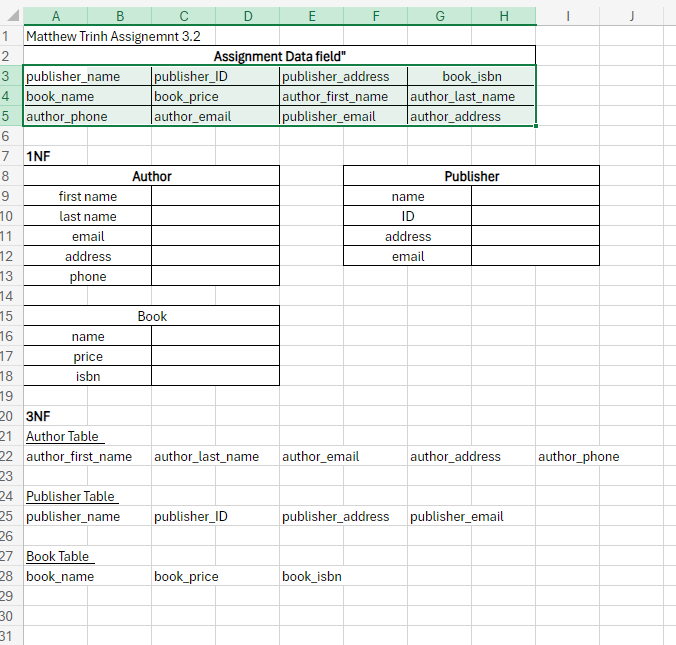 A B C D E F G H I J
1 Matthew Trinh Assignemnt 3.2
2 Assignment Data field"
3 publisher_name publisher_ID publisher_address book_isbn
4 book_name book_price author_first_name author_last_name
5 author_phone author_email publisher_email author_address
6
7 1NF
8 Author Publisher
9 first name name
10 last name ID
11 email address
12 address email
13 phone
14
15 Book
16 name
17 price
18 isbn
19
20 3NF
21 Author Table
22 author_first_name author_last_name author_email author_address author_phone
23
24 Publisher Table
25 publisher_name publisher_ID publisher_address publisher_email
26
27 Book Table
28 book_name book_price book_isbn
29
30
31